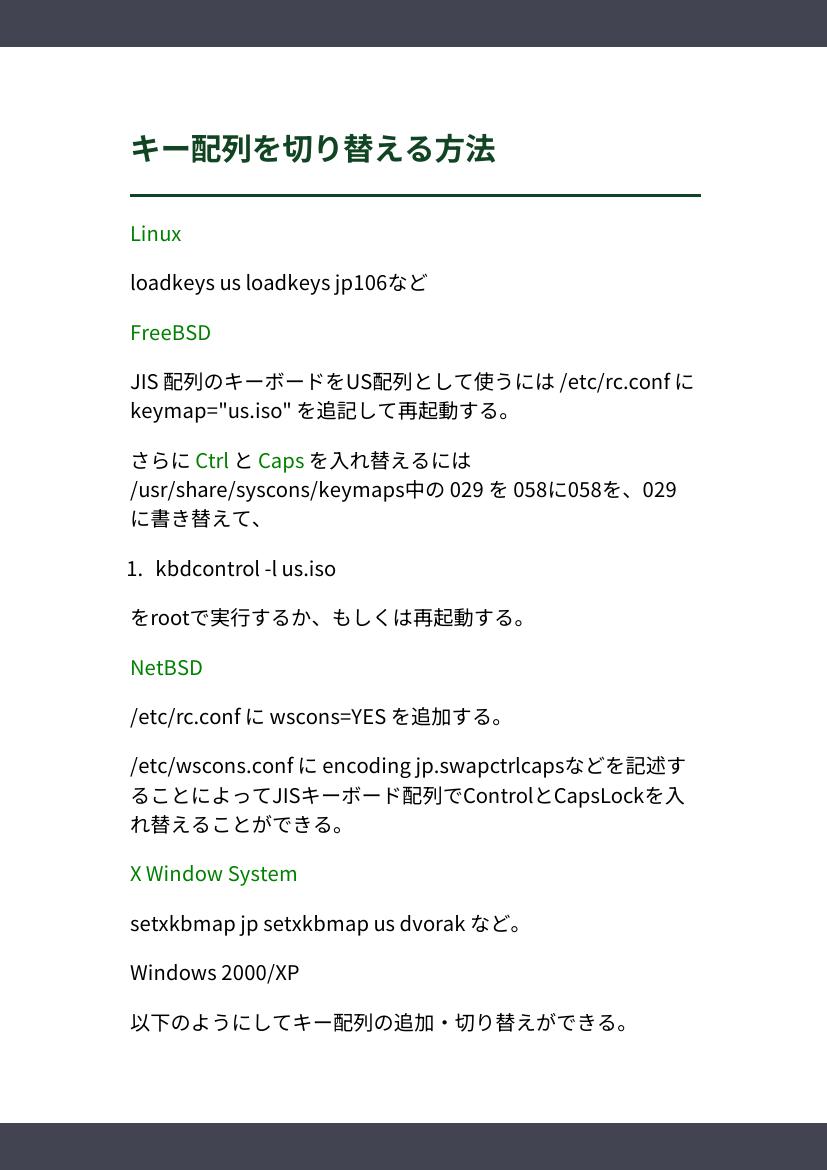 キー配列を切り替える方法
Linux
loadkeys us loadkeys jp106など
FreeBSD
JIS 配列のキーボードをUS配列として使うには /etc/rc.conf に
keymap="us.iso" を追記して再起動する。
さらに Ctrl と Caps を入れ替えるには
/usr/share/syscons/keymaps中の 029 を 058に058を、029
に書き替えて、
1. kbdcontrol -l us.iso
をrootで実行するか、もしくは再起動する。
NetBSD
/etc/rc.conf に wscons=YES を追加する。
/etc/wscons.conf に encoding jp.swapctrlcapsなどを記述す
ることによってJISキーボード配列でControlとCapsLockを入
れ替えることができる。
X Window System
setxkbmap jp setxkbmap us dvorak など。
Windows 2000/XP
以下のようにしてキー配列の追加・切り替えができる。